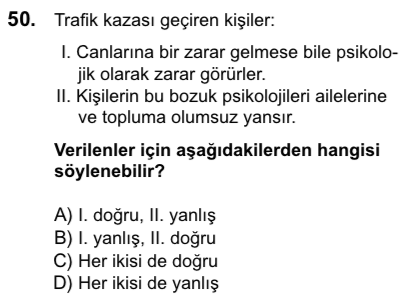 50. Trafik kazası geçiren kişiler:
I. Canlarına bir zarar gelmese bile psikolo-
jik olarak zarar görürler.
II. Kişilerin bu bozuk psikolojileri ailelerine
ve topluma olumsuz yansır.
Verilenler için aşağıdakilerden hangisi
söylenebilir?
A) I. doğru, II. yanlış
B) I. yanlış, II. doğru
C) Her ikisi de doğru
D) Her ikisi de yanlış